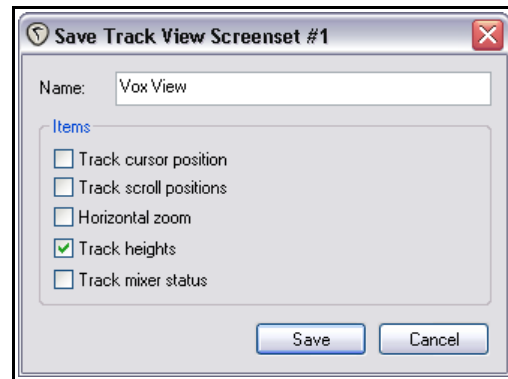 Save Track View Screenset #1
Name: Vox View
Items
Track cursor position
Track scroll positions
Horizontal zoom
Track heights
Track mixer status
Save Cancel